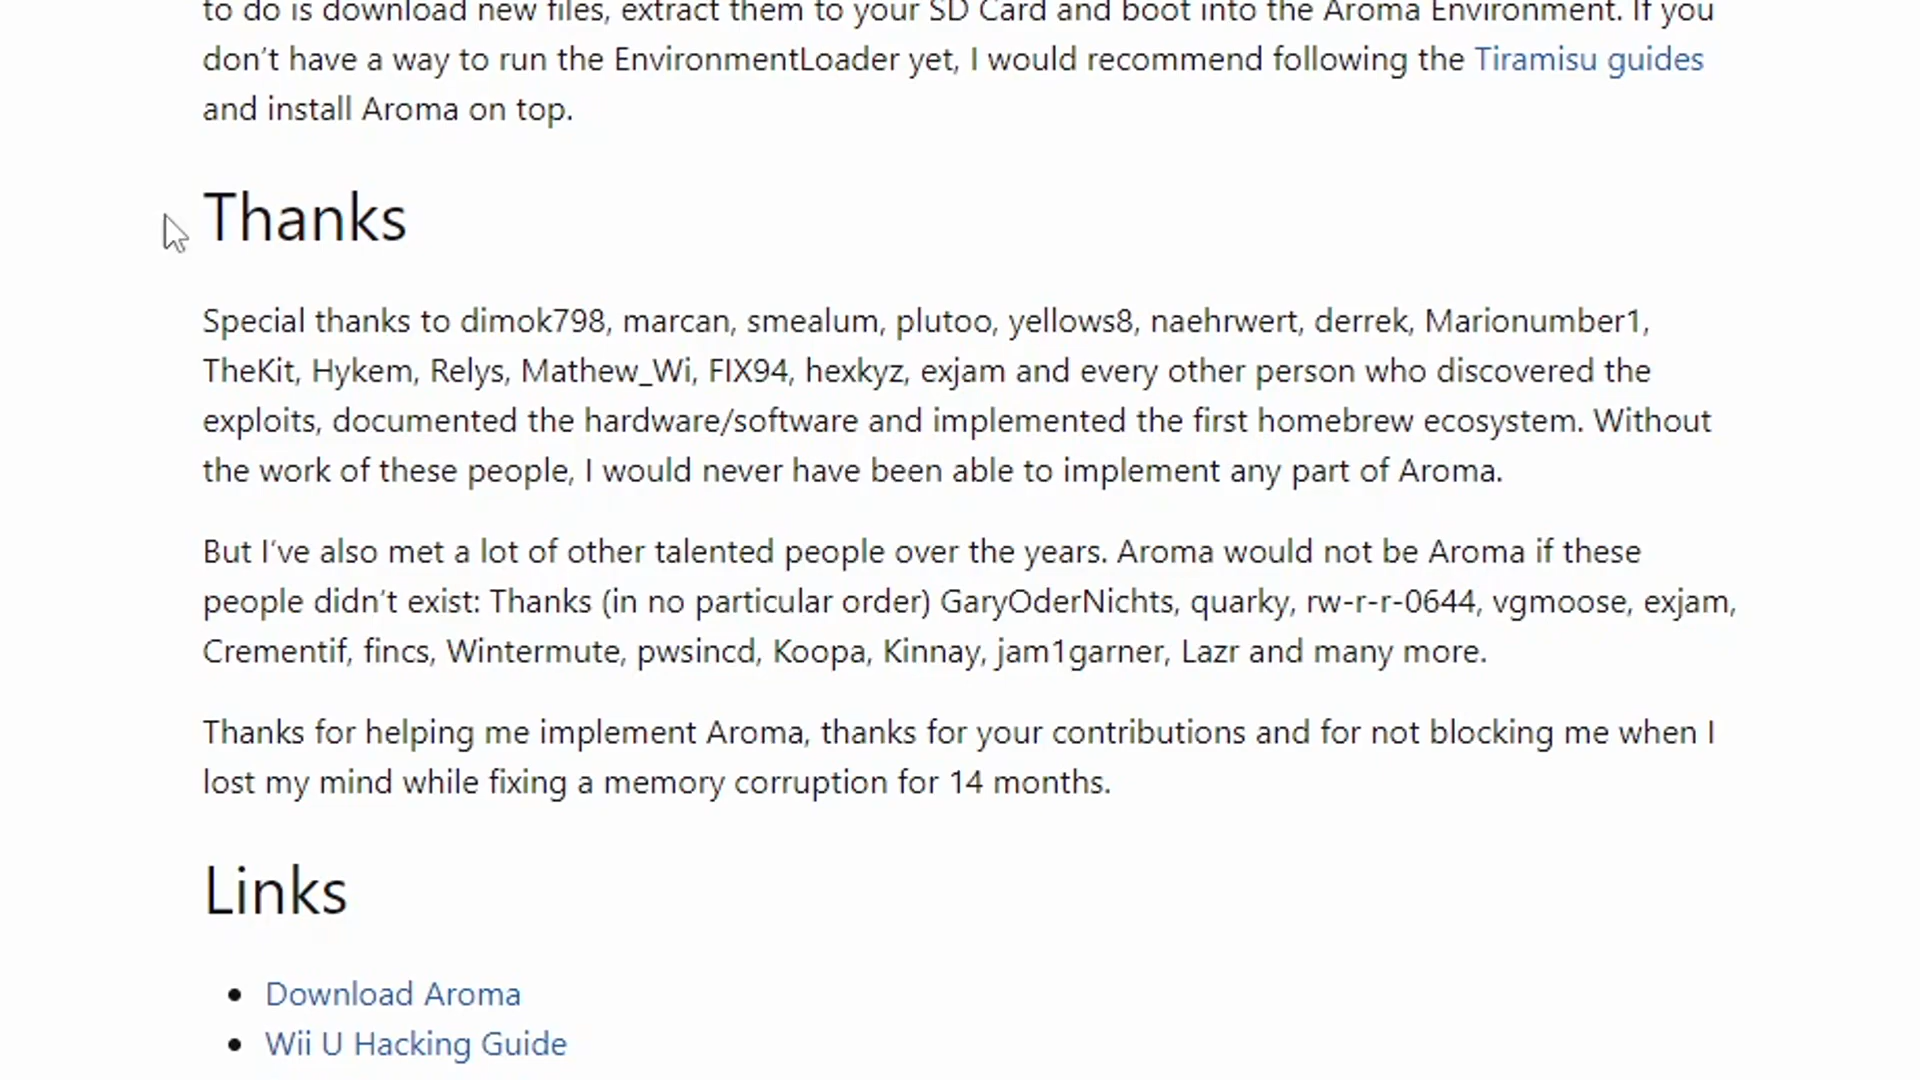 to do is download new files, extract them to your SD Card and boot into the Aroma Environment. If you
don’t have a way to run the EnvironmentLoader yet, I would recommend following the Tiramisu guides
and install Aroma on top.
Thanks
Special thanks to dimok798, marcan, smealum, plutoo, yellows8, naehrwert, derrek, Marionumber1,
TheKit, Hykem, Relys, Mathew_Wi, FIX94, hexkyz, exjam and every other person who discovered the
exploits, documented the hardware/software and implemented the first homebrew ecosystem. Without
the work of these people, I would never have been able to implement any part of Aroma.
But I’ve also met a lot of other talented people over the years. Aroma would not be Aroma if these
people didn’t exist: Thanks (in no particular order) GaryOderNichts, quarky, rw-r-r-0644, vgmoose, exjam,
Crementif, fincs, Wintermute, pwsincd, Koopa, Kinnay, jam1garner, Lazr and many more.
Thanks for helping me implement Aroma, thanks for your contributions and for not blocking me when I
lost my mind while fixing a memory corruption for 14 months.
Links
• Download Aroma
• Wii U Hacking Guide